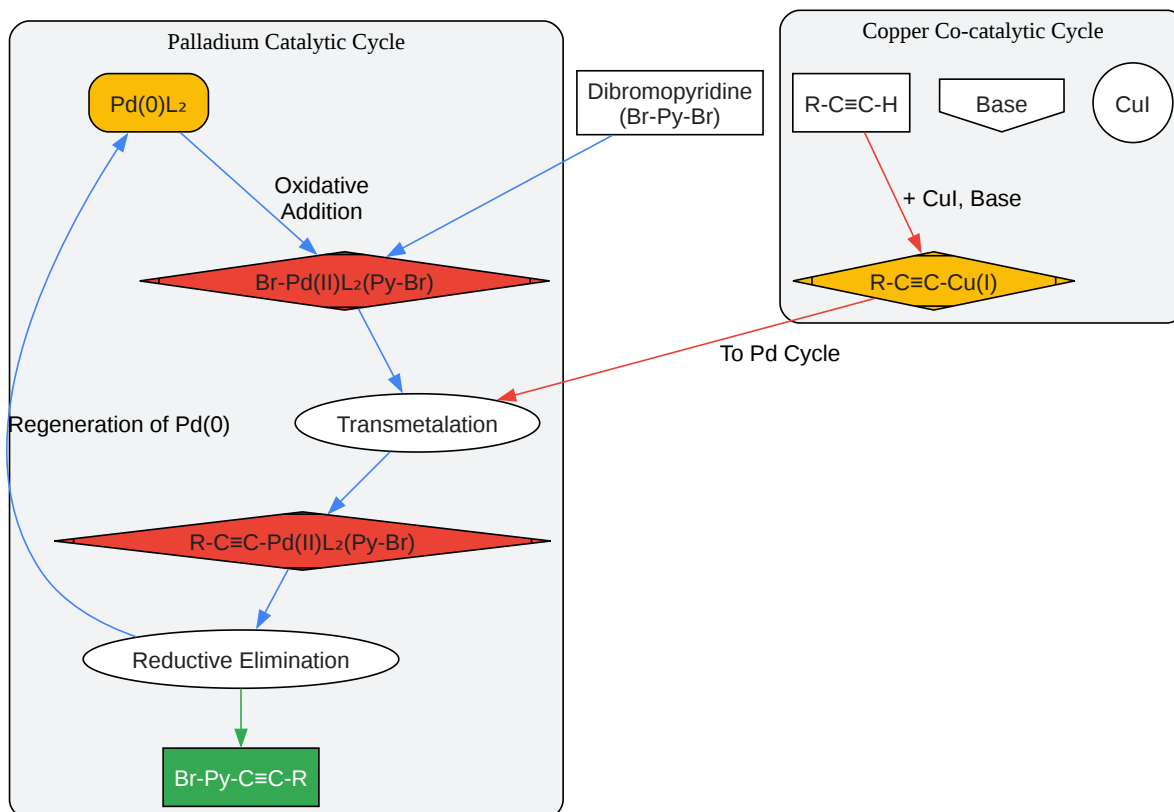 Palladium Catalytic Cycle
Pd(0)L₂
Oxidative
Addition
Br-Pd(II)L₂(Py-Br)
Transmetalation
Regeneration of Pd(0)
R-C≡C-Pd(II)L₂(Py-Br)
Reductive Elimination
Br-Py-C≡C-R
Dibromopyridine
(Br-Py-Br)
Copper Co-catalytic Cycle
R-C≡C-H
Base
CuI
+ CuI, Base
R-C≡C-Cu(I)
To Pd Cycle